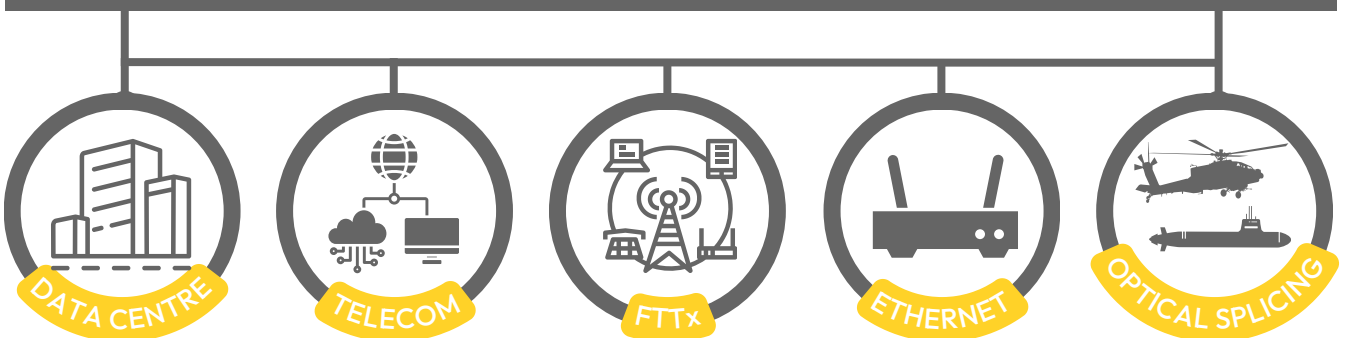 DATA CENTRE
TELECOM
FTTx
ETHERNET
OPTICAL SPLICING